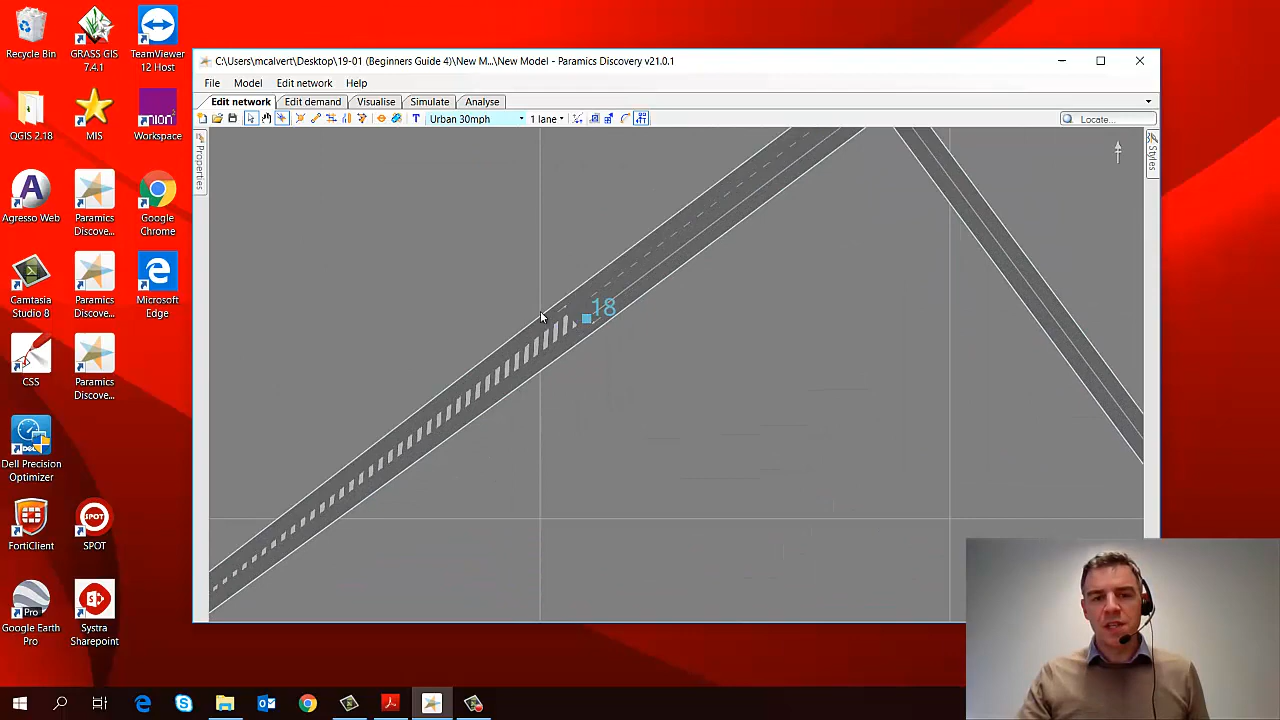 Recycle Bin
GRASS GIS
7.4.1
TeamViewer
12 Host
QGIS 2.18
MIS
nion
Workspace
Agresso Web
Paramics
Discove...
Google
Chrome
Camtasia
Studio 8
Paramics
Discove...
Microsoft
Edge
CSS
Paramics
Discove...
Dell Precision
Optimizer
FortiClient
SPOT
SPOT
Google Earth
Pro
Pro
Systra
Sharepoint
C:\Users\mcalvert\Desktop\19-01 (Beginners Guide 4)\New M...\New Model - Paramics Discovery v21.0.1
File Model Edit network Help
Edit network Edit demand Visualise Simulate Analyse
T Urban 30mph 1 lane Locate...
Properties
Styles
18